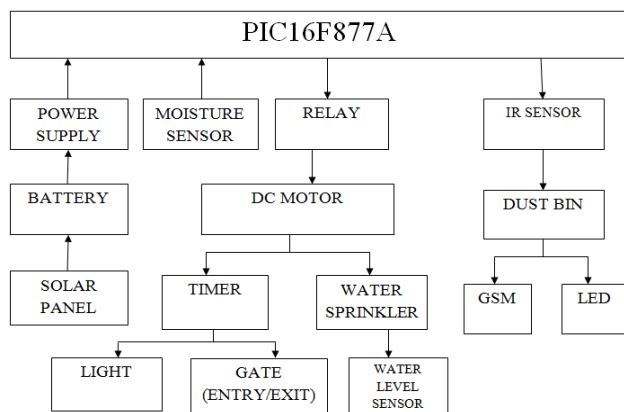 PIC16F877A
POWER
SUPPLY
MOISTURE
SENSOR
RELAY
IR SENSOR
BATTERY
DC MOTOR
DUST BIN
SOLAR
PANEL
TIMER
WATER
SPRINKLER
GSM
LED
LIGHT
GATE
(ENTRY/EXIT)
WATER
LEVEL
SENSOR